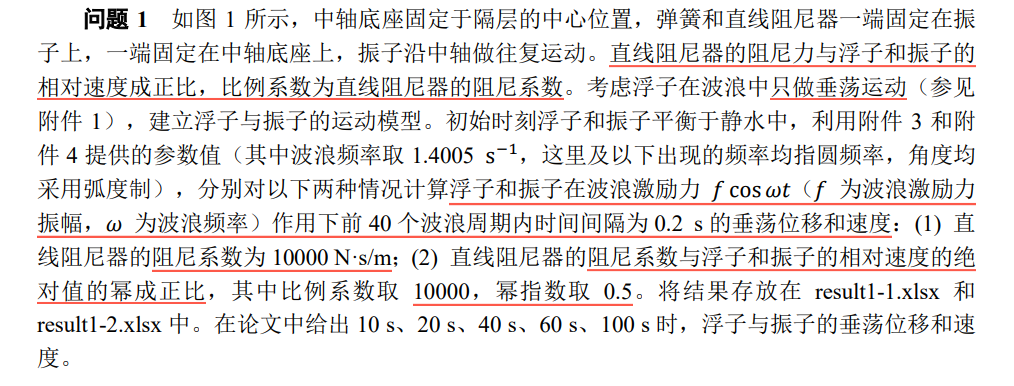 问题 1 如图 1 所示，中轴底座固定于隔层的中心位置，弹簧和直线阻尼器一端固定在振
子上，一端固定在中轴底座上，振子沿中轴做往复运动。直线阻尼器的阻尼力与浮子和振子的
相对速度成正比，比例系数为直线阻尼器的阻尼系数。考虑浮子在波浪中只做垂荡运动（参见
附件 1），建立浮子与振子的运动模型。初始时刻浮子和振子平衡于静水中，利用附件 3 和附
件 4 提供的参数值（其中波浪频率取 1.4005 s⁻¹，这里及以下出现的频率均指圆频率，角度均
采用弧度制），分别对以下两种情况计算浮子和振子在波浪激励力 f cos ωt（f 为波浪激励力
振幅，ω 为波浪频率）作用下前 40 个波浪周期内时间间隔为 0.2 s 的垂荡位移和速度：(1) 直
线阻尼器的阻尼系数为 10000 N·s/m；(2) 直线阻尼器的阻尼系数与浮子和振子的相对速度的绝
对值的幂成正比，其中比例系数取 10000，幂指数取 0.5。将结果存放在 result1-1.xlsx 和
result1-2.xlsx 中。在论文中给出 10 s、20 s、40 s、60 s、100 s 时，浮子与振子的垂荡位移和速
度。